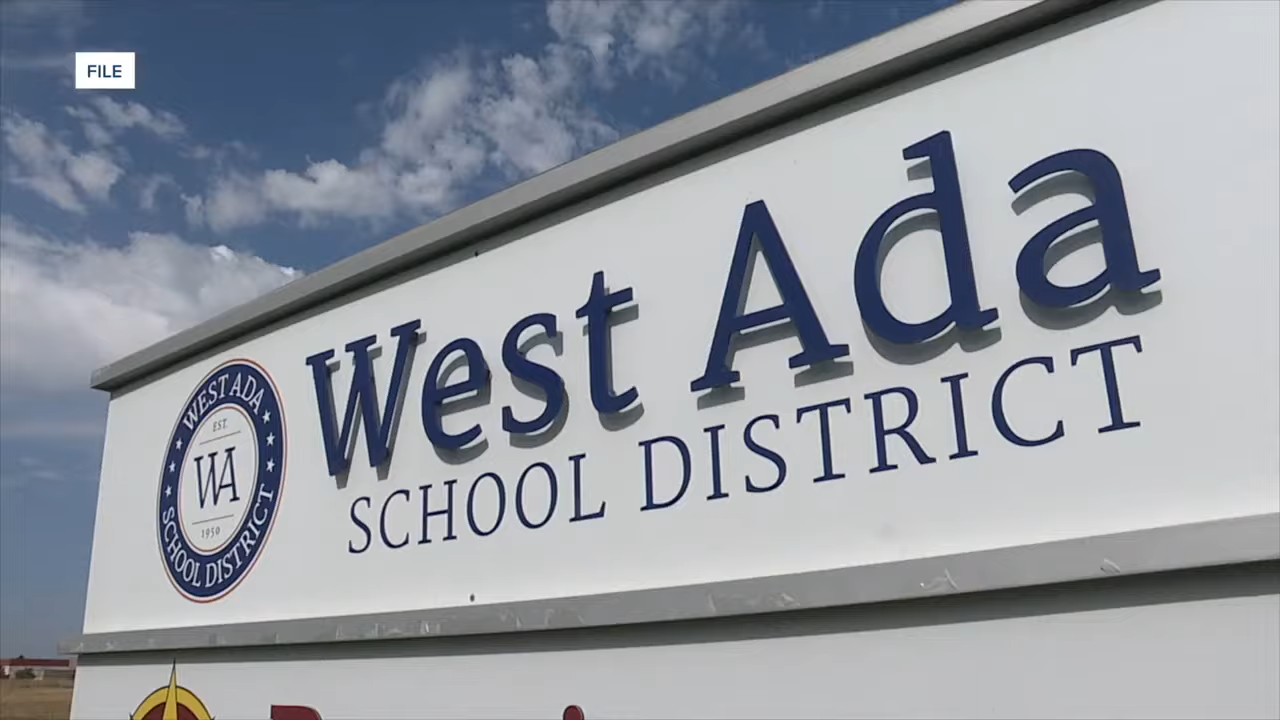 FILE
West Ada
SCHOOL DISTRICT
WEST ADA
EST.
WA
1950
SCHOOL DISTRICT